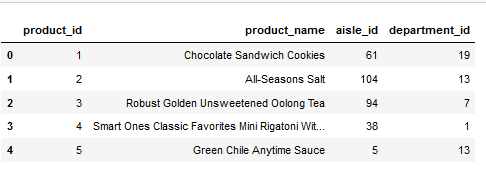 product_id product_name aisle_id department_id
0 1 Chocolate Sandwich Cookies 61 19
1 2 All-Seasons Salt 104 13
2 3 Robust Golden Unsweetened Oolong Tea 94 7
3 4 Smart Ones Classic Favorites Mini Rigatoni Wit... 38 1
4 5 Green Chile Anytime Sauce 5 13